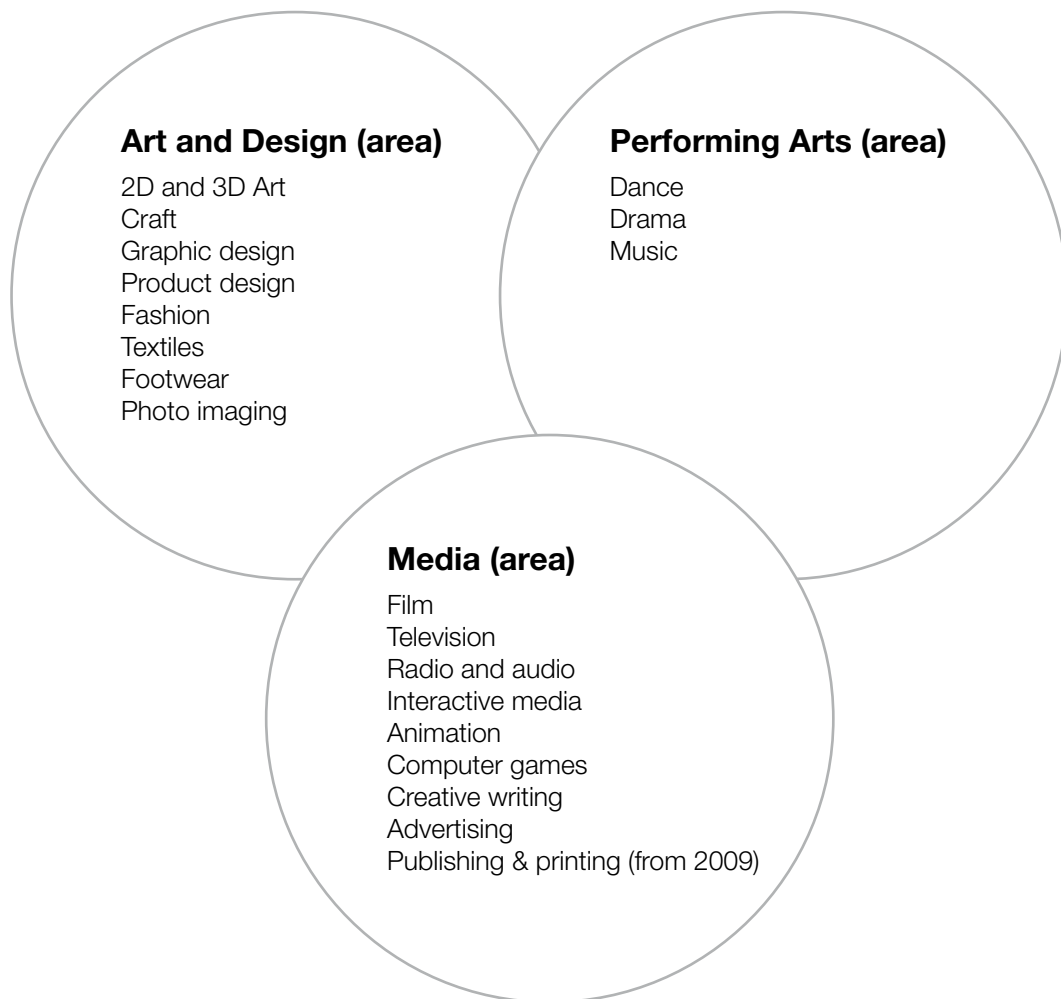 Art and Design (area)
2D and 3D Art
Craft
Graphic design
Product design
Fashion
Textiles
Footwear
Photo imaging
Performing Arts (area)
Dance
Drama
Music
Media (area)
Film
Television
Radio and audio
Interactive media
Animation
Computer games
Creative writing
Advertising
Publishing & printing (from 2009)